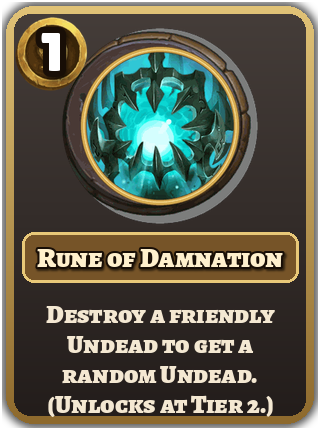 1
Rune of Damnation
Destroy a friendly
Undead to get a
random Undead.
(Unlocks at Tier 2.)